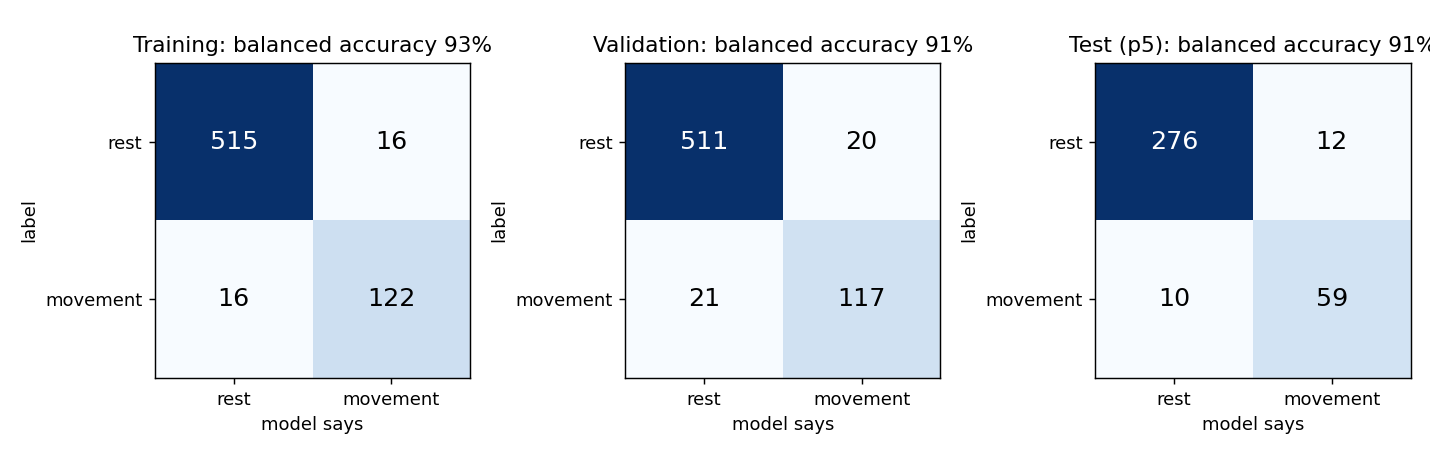 Training: balanced accuracy 93%
label
rest
movement
515
16
16
122
rest
movement
model says
Validation: balanced accuracy 91%
label
rest
movement
511
20
21
117
rest
movement
model says
Test (p5): balanced accuracy 91%
label
rest
movement
276
12
10
59
rest
movement
model says